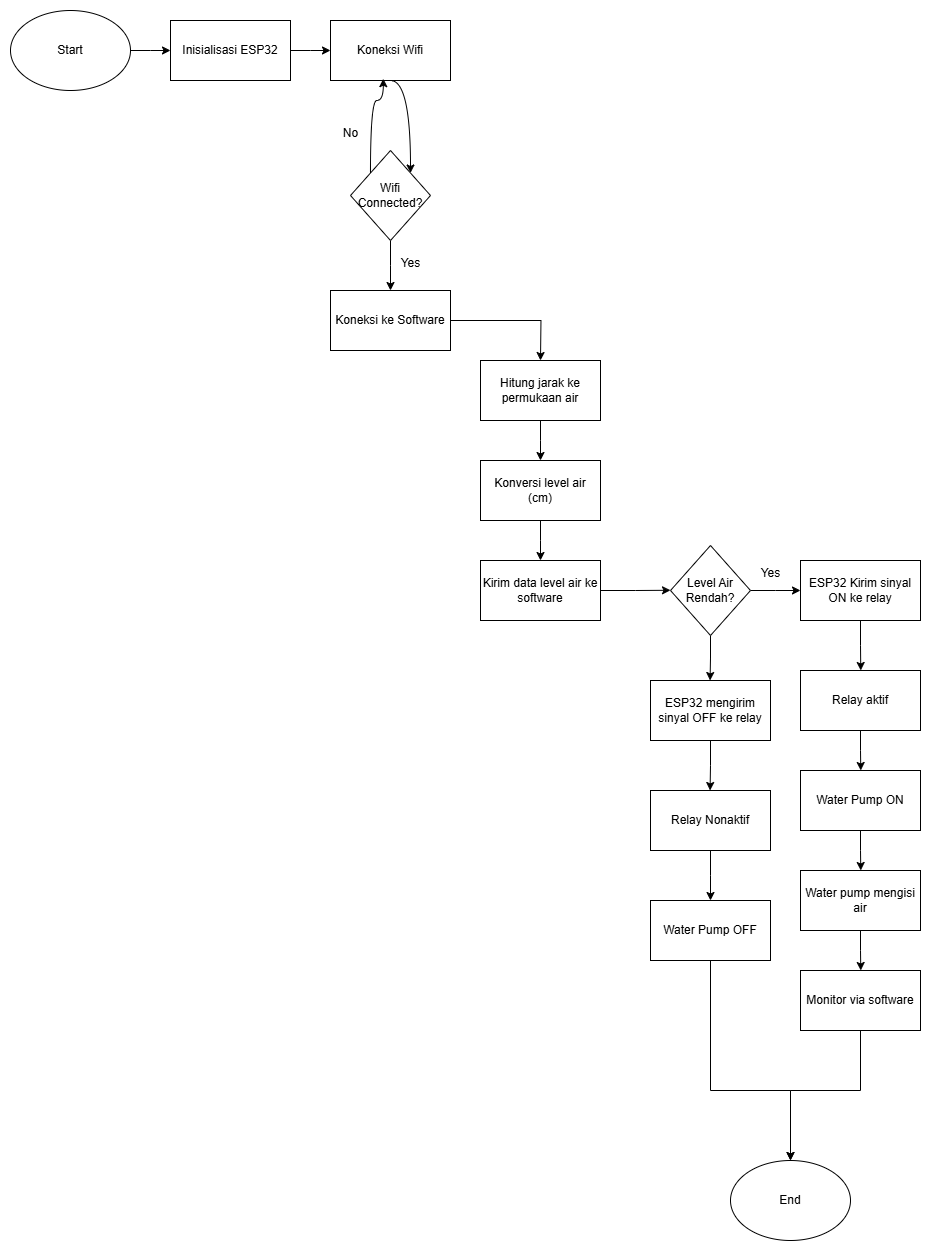 Start
Inisialisasi ESP32
Koneksi Wifi
No
Wifi
Connected?
Yes
Koneksi ke Software
Hitung jarak ke
permukaan air
Konversi level air
(cm)
Kirim data level air ke
software
Level Air
Rendah?
Yes
ESP32 Kirim sinyal
ON ke relay
ESP32 mengirim
sinyal OFF ke relay
Relay aktif
Relay Nonaktif
Water Pump ON
Water pump mengisi
air
Water Pump OFF
Monitor via software
End